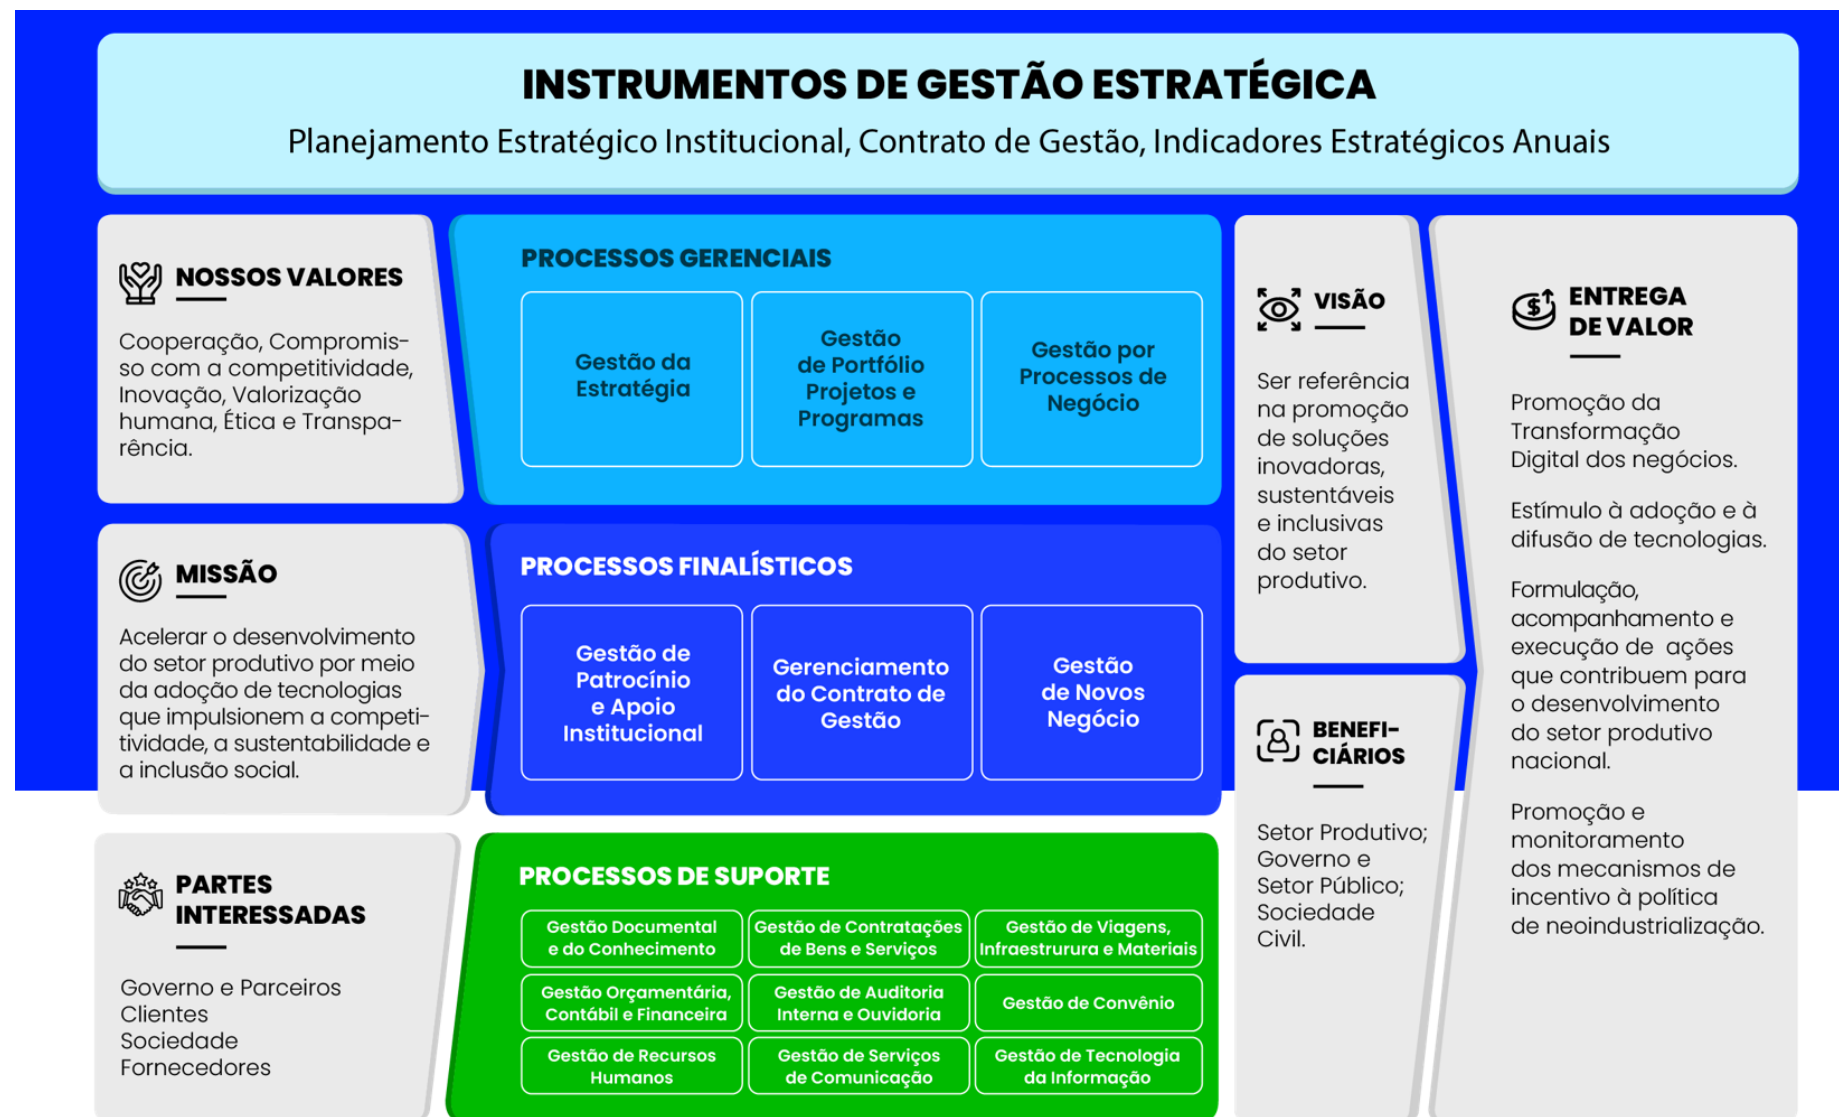 INSTRUMENTOS DE GESTÃO ESTRATÉGICA
Planejamento Estratégico Institucional, Contrato de Gestão, Indicadores Estratégicos Anuais
NOSSOS VALORES
Cooperação, Compromis-
so com a competitividade,
Inovação, Valorização
humana, Ética e Transpa-
rência.
PROCESSOS GERENCIAIS
Gestão da
Estratégia
Gestão
de Portfólio
Projetos e
Programas
Gestão por
Processos de
Negócio
VISÃO
Ser referência
na promoção
de soluções
inovadoras,
sustentáveis
e inclusivas
do setor
produtivo.
ENTREGA
DE VALOR
Promoção da
Transformação
Digital dos negócios.
Estímulo à adoção e à
difusão de tecnologias.
Formulação,
acompanhamento e
execução de ações
que contribuem para
o desenvolvimento
do setor produtivo
nacional.
Promoção e
monitoramento
dos mecanismos de
incentivo à política
de neoindustrialização.
MISSÃO
Acelerar o desenvolvimento
do setor produtivo por meio
da adoção de tecnologias
que impulsionem a competi-
tividade, a sustentabilidade e
a inclusão social.
PROCESSOS FINALÍSTICOS
Gestão de
Patrocínio
e Apoio
Institucional
Gerenciamento
do Contrato de
Gestão
Gestão
de Novos
Negócio
BENEFI-
CIÁRIOS
Setor Produtivo;
Governo e
Setor Público;
Sociedade
Civil.
PARTES
INTERESSADAS
Governo e Parceiros
Clientes
Sociedade
Fornecedores
PROCESSOS DE SUPORTE
Gestão Documental
e do Conhecimento
Gestão de Contratações
de Bens e Serviços
Gestão de Viagens,
Infraestrurura e Materiais
Gestão Orçamentária,
Contábil e Financeira
Gestão de Auditoria
Interna e Ouvidoria
Gestão de Convênio
Gestão de Recursos
Humanos
Gestão de Serviços
de Comunicação
Gestão de Tecnologia
da Informação